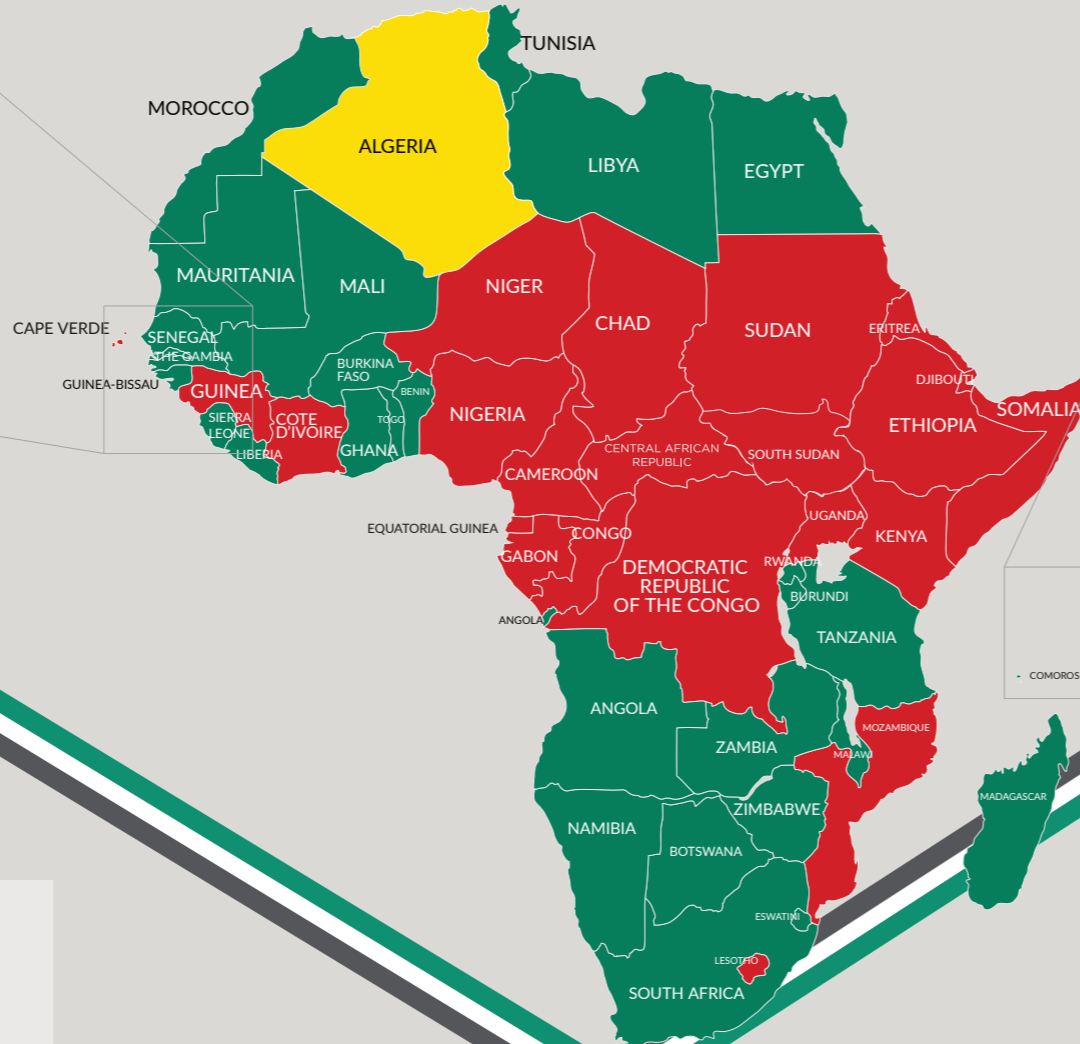 TUNISIA
MOROCCO
ALGERIA
LIBYA
EGYPT
MAURITANIA
MALI
NIGER
CHAD
SUDAN
CAPE VERDE
SENEGAL
THE GAMBIA
ERITREA
BURKINA
FASO
DJIBOUTI
GUINEA-BISSAU
GUINEA
BENIN
NIGERIA
SOMALIA
SIERRA
LEONE
COTE
D'IVOIRE
TOGO
GHANA
ETHIOPIA
LIBERIA
CENTRAL AFRICAN
REPUBLIC
SOUTH SUDAN
CAMEROON
EQUATORIAL GUINEA
CONGO
UGANDA
KENYA
GABON
DEMOCRATIC
REPUBLIC
OF THE CONGO
RWANDA
BURUNDI
ANGOLA
TANZANIA
COMOROS
ANGOLA
MOZAMBIQUE
ZAMBIA
MALAWI
MADAGASCAR
ZIMBABWE
NAMIBIA
BOTSWANA
ESWATINI
LESOTHO
SOUTH AFRICA